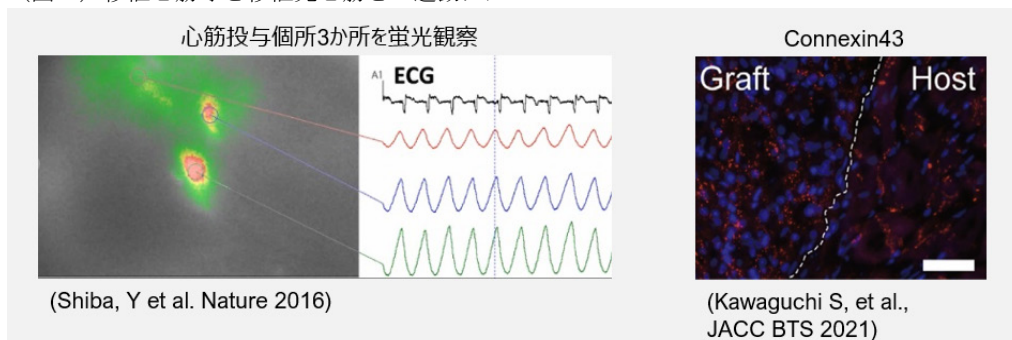 心筋投与個所3か所を蛍光観察
A1
ECG
(Shiba, Y et al. Nature 2016)
Connexin43
Graft
Host
(Kawaguchi S, et al.,
JACC BTS 2021)